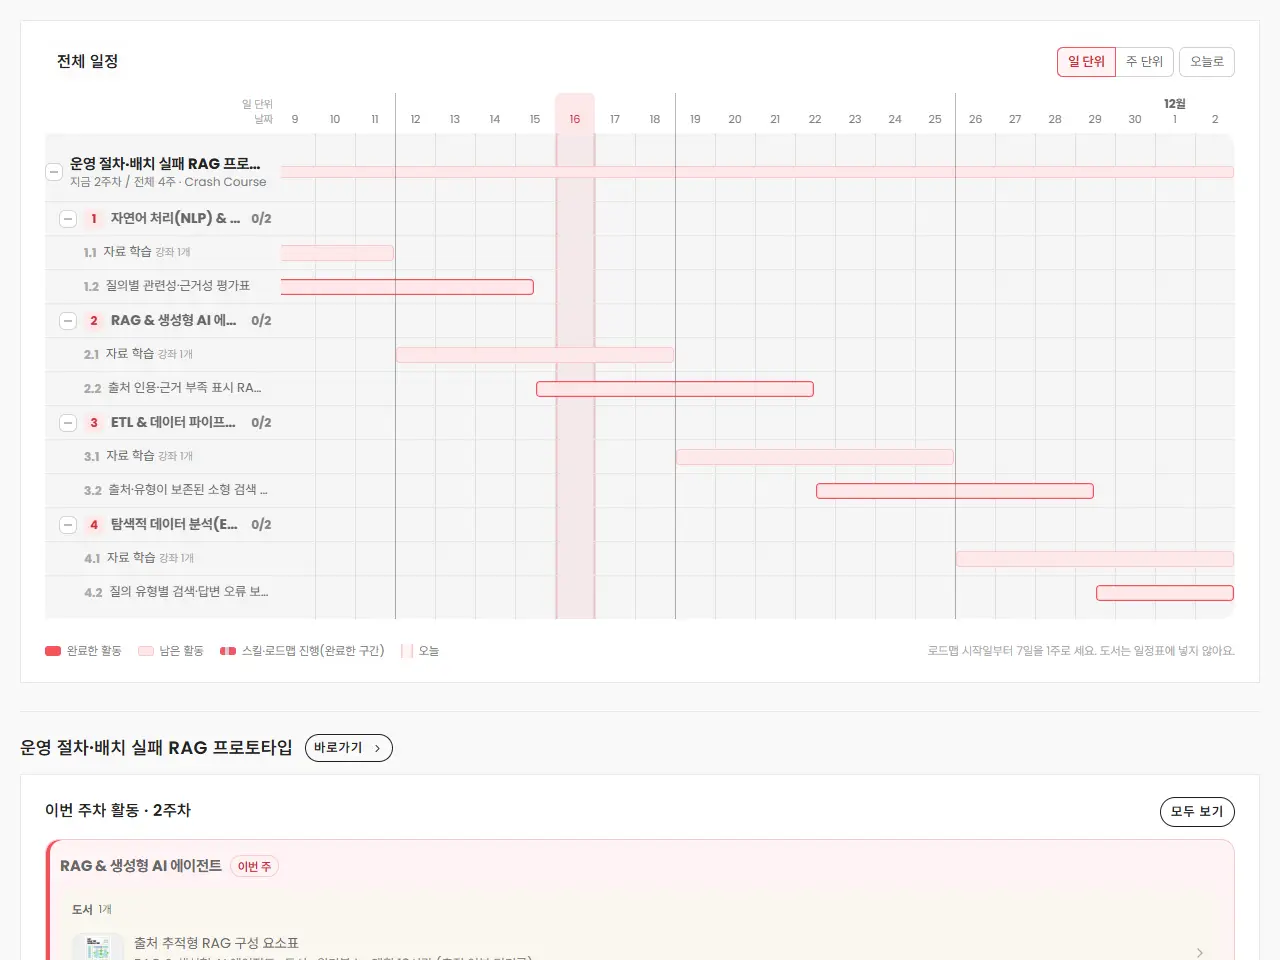 전체 일정
일 단위 주 단위 오늘로
일 단위 12월
날짜 9 10 11 12 13 14 15 16 17 18 19 20 21 22 23 24 25 26 27 28 29 30 1 2
운영 절차·배치 실패 RAG 프로...
지금 2주차 / 전체 4주 · Crash Course
1 자연어 처리(NLP) & ... 0/2
1.1 자료 학습 강좌 1개
1.2 질의별 관련성·근거성 평가표
2 RAG & 생성형 AI 에... 0/2
2.1 자료 학습 강좌 1개
2.2 출처 인용·근거 부족 표시 RA...
3 ETL & 데이터 파이프... 0/2
3.1 자료 학습 강좌 1개
3.2 출처·유형이 보존된 소형 검색 ...
4 탐색적 데이터 분석(E... 0/2
4.1 자료 학습 강좌 1개
4.2 질의 유형별 검색·답변 오류 보...
완료한 활동 남은 활동 스킬·로드맵 진행(완료한 구간) 오늘 로드맵 시작일부터 7일을 1주로 세요. 도서는 일정표에 넣지 않아요.
운영 절차·배치 실패 RAG 프로토타입 바로가기
이번 주차 활동 · 2주차 모두 보기
RAG & 생성형 AI 에이전트 이번 주
도서 1개
출처 추적형 RAG 구성 요소표